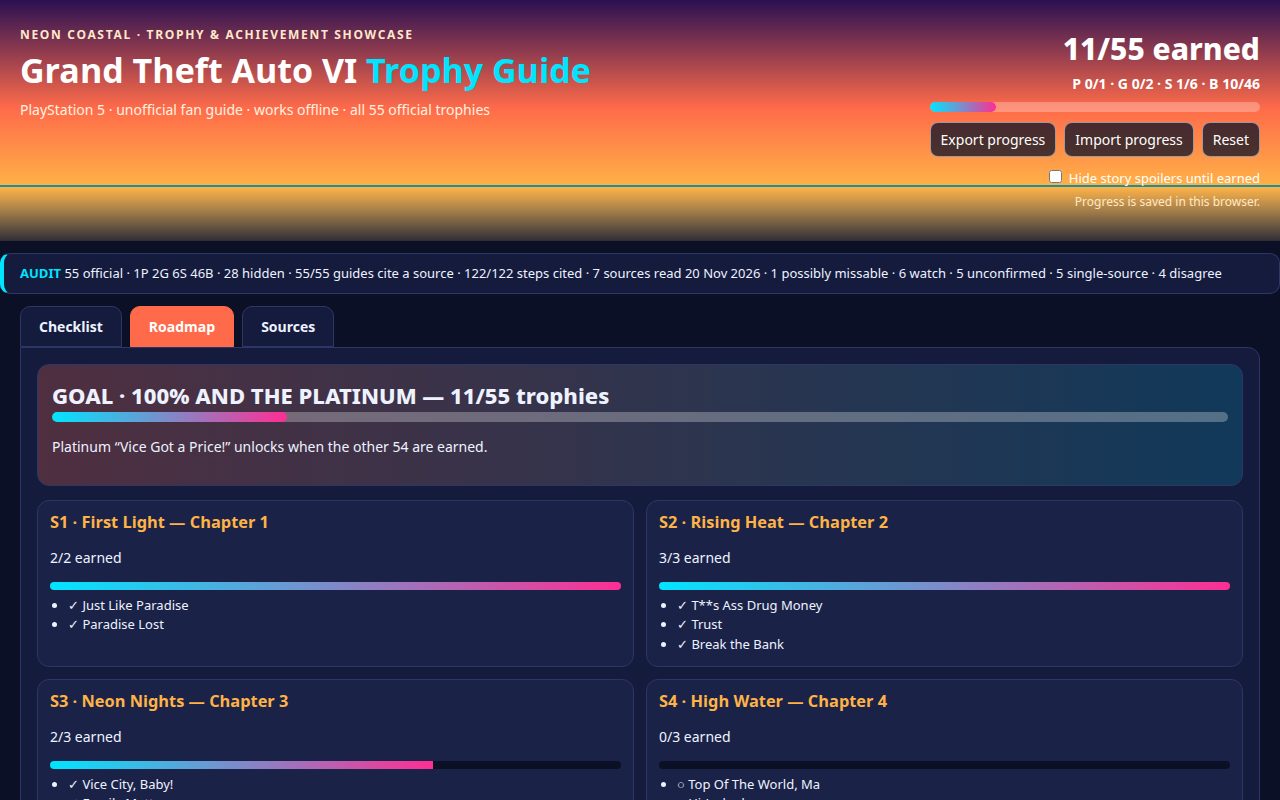 NEON COASTAL · TROPHY & ACHIEVEMENT SHOWCASE
Grand Theft Auto VI Trophy Guide
PlayStation 5 · unofficial fan guide · works offline · all 55 official trophies
11/55 earned
P 0/1 · G 0/2 · S 1/6 · B 10/46
Export progress
Import progress
Reset
Hide story spoilers until earned
Progress is saved in this browser.
AUDIT 55 official · 1P 2G 6S 46B · 28 hidden · 55/55 guides cite a source · 122/122 steps cited · 7 sources read 20 Nov 2026 · 1 possibly missable · 6 watch · 5 unconfirmed · 5 single-source · 4 disagree
Checklist
Roadmap
Sources
GOAL · 100% AND THE PLATINUM — 11/55 trophies
Platinum “Vice Got a Price!” unlocks when the other 54 are earned.
S1 · First Light — Chapter 1
2/2 earned
✓ Just Like Paradise
✓ Paradise Lost
S2 · Rising Heat — Chapter 2
3/3 earned
✓ T**s Ass Drug Money
✓ Trust
✓ Break the Bank
S3 · Neon Nights — Chapter 3
2/3 earned
✓ Vice City, Baby!
S4 · High Water — Chapter 4
0/3 earned
○ Top Of The World, Ma